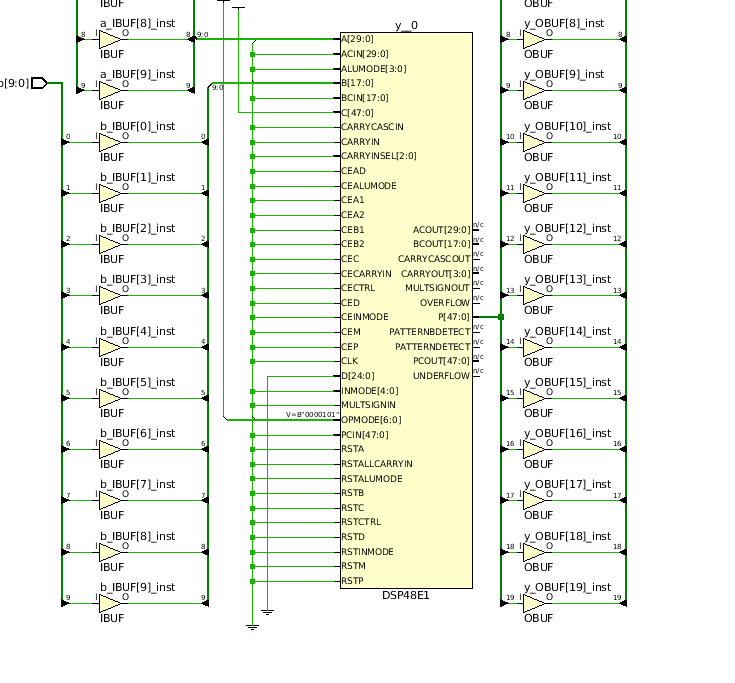 IBUF
OBUF
y__0
a_IBUF[8]_inst
8 I O 8 9:0
IBUF
a_IBUF[9]_inst
9 I O 9
IBUF
b[9:0]
9:0
b_IBUF[0]_inst
0 I O 0
IBUF
b_IBUF[1]_inst
1 I O 1
IBUF
b_IBUF[2]_inst
2 I O 2
IBUF
b_IBUF[3]_inst
3 I O 3
IBUF
b_IBUF[4]_inst
4 I O 4
IBUF
b_IBUF[5]_inst
5 I O 5
IBUF
b_IBUF[6]_inst
6 I O 6
IBUF
b_IBUF[7]_inst
7 I O 7
IBUF
b_IBUF[8]_inst
8 I O 8
IBUF
b_IBUF[9]_inst
9 I O 9
IBUF
A[29:0]
ACIN[29:0]
ALUMODE[3:0]
B[17:0]
BCIN[17:0]
C[47:0]
CARRYCASCIN
CARRYIN
CARRYINSEL[2:0]
CEAD
CEALUMODE
CEA1
CEA2
CEB1
CEB2
CEC
CECARRYIN
CECTRL
CED
CEINMODE
CEM
CEP
CLK
D[24:0]
INMODE[4:0]
MULTSIGNIN
V=B"0000101" OPMODE[6:0]
PCIN[47:0]
RSTA
RSTALLCARRYIN
RSTALUMODE
RSTB
RSTC
RSTCTRL
RSTD
RSTINMODE
RSTM
RSTP
ACOUT[29:0] n/c
BCOUT[17:0] n/c
CARRYCASCOUT n/c
CARRYOUT[3:0] n/c
MULTSIGNOUT n/c
OVERFLOW n/c
P[47:0]
PATTERNBDETECT n/c
PATTERNDETECT n/c
PCOUT[47:0] n/c
UNDERFLOW n/c
DSP48E1
y_OBUF[8]_inst
8 I O 8
OBUF
y_OBUF[9]_inst
9 I O 9
OBUF
y_OBUF[10]_inst
10 I O 10
OBUF
y_OBUF[11]_inst
11 I O 11
OBUF
y_OBUF[12]_inst
12 I O 12
OBUF
y_OBUF[13]_inst
13 I O 13
OBUF
y_OBUF[14]_inst
14 I O 14
OBUF
y_OBUF[15]_inst
15 I O 15
OBUF
y_OBUF[16]_inst
16 I O 16
OBUF
y_OBUF[17]_inst
17 I O 17
OBUF
y_OBUF[18]_inst
18 I O 18
OBUF
y_OBUF[19]_inst
19 I O 19
OBUF